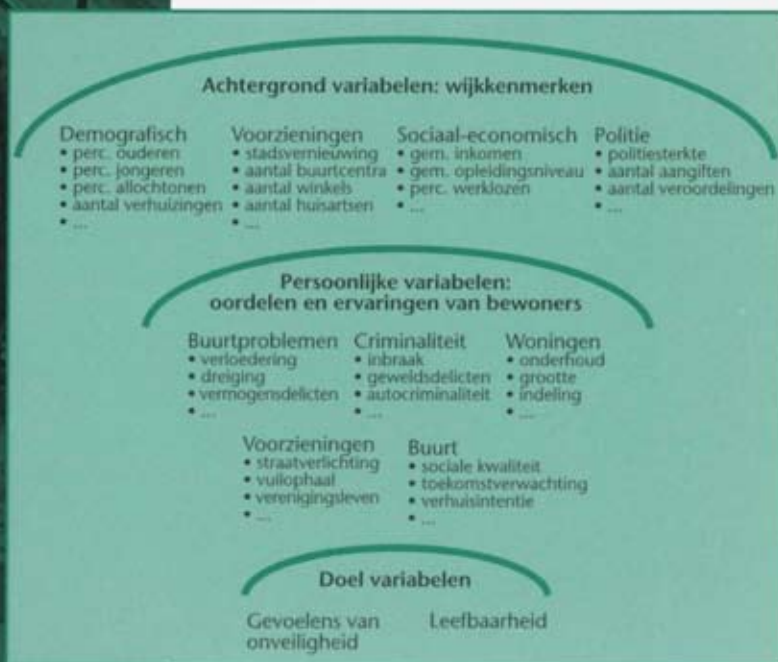 Achtergrond variabelen: wijkkenmerken
Demografisch
• perc. ouderen
• perc. jongeren
• perc. allochtonen
• aantal verhuizingen
• ...
Voorzieningen
• stadsvernieuwing
• aantal buurtcentra
• aantal winkels
• aantal huisartsen
• ...
Sociaal-economisch
• gem. inkomen
• gem. opleidingsniveau
• perc. werklozen
• ...
Politie
• politiesterkte
• aantal aangiften
• aantal veroordelingen
• ...
Persoonlijke variabelen:
oordelen en ervaringen van bewoners
Buurtproblemen
• verloedering
• dreiging
• vermogensdelicten
• ...
Criminaliteit
• inbraak
• geweldsdelicten
• autocriminaliteit
• ...
Woningen
• onderhoud
• grootte
• indeling
• ...
Voorzieningen
• straatverlichting
• vuilophaal
• verenigingsleven
• ...
Buurt
• sociale kwaliteit
• toekomstverwachting
• verhuisintentie
• ...
Doel variabelen
Gevoelens van
onveiligheid
Leefbaarheid